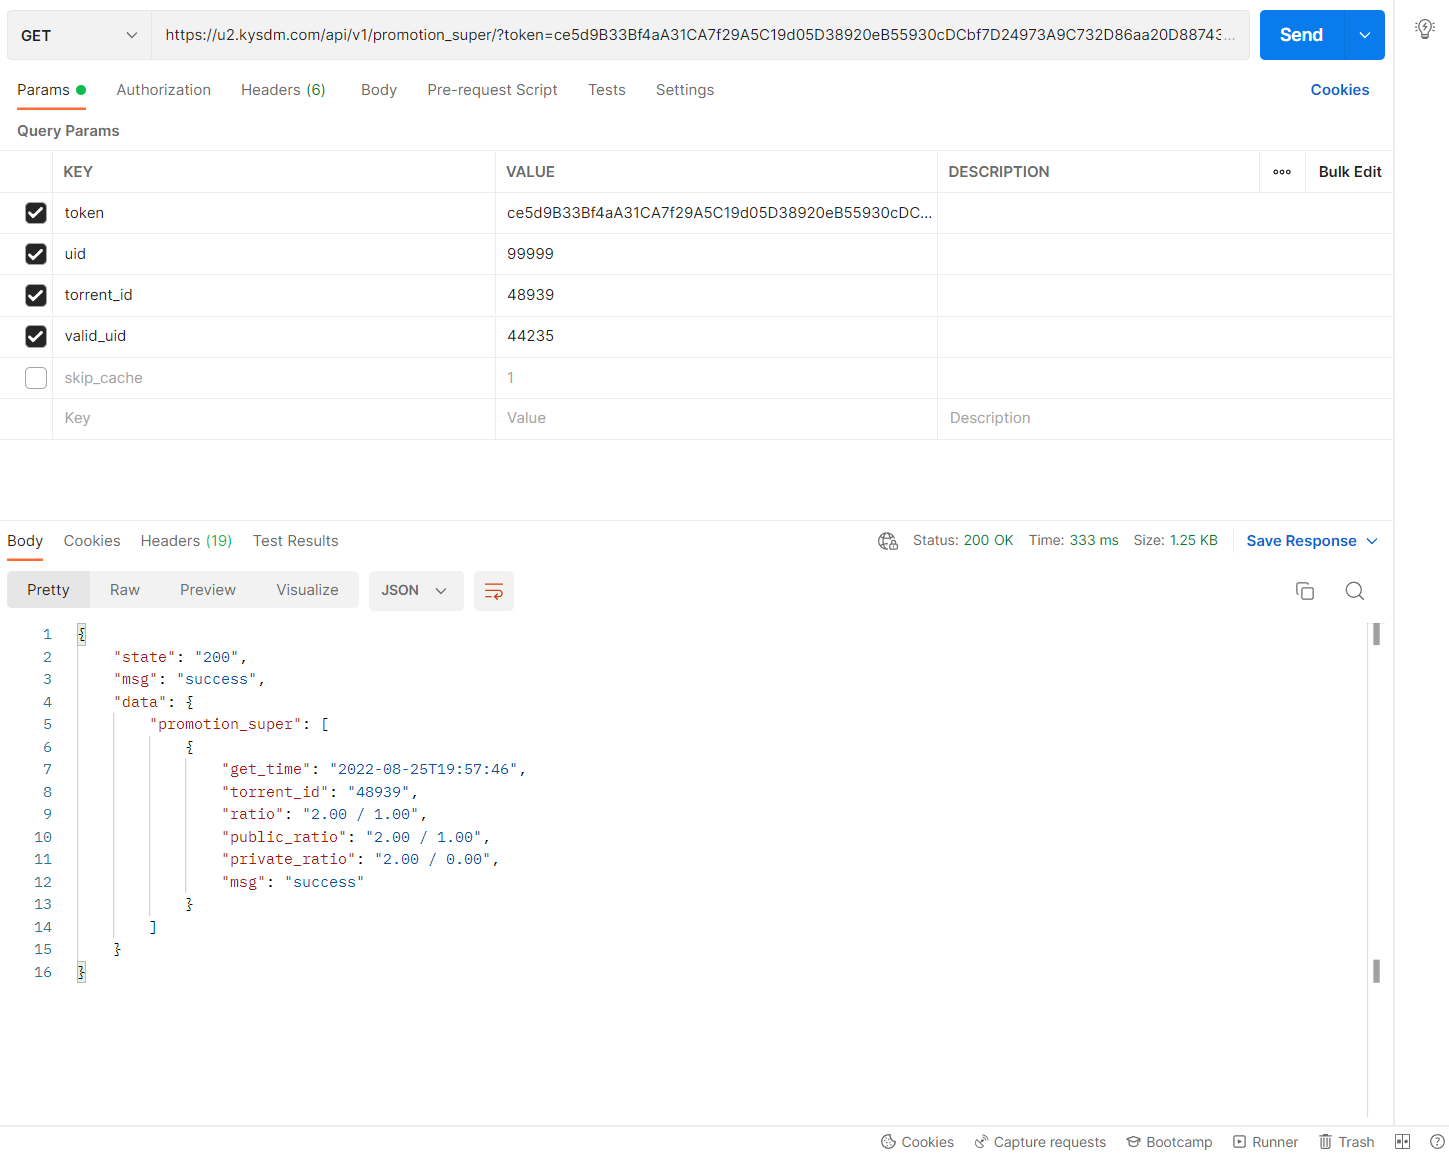 GET
https://u2.kysdm.com/api/v1/promotion_super/?token=ce5d9B33Bf4aA31CA7f29A5C19d05D38920eB55930cDCbf7D24973A9C732D86aa20D88743...
Send
Params Authorization Headers (6) Body Pre-request Script Tests Settings Cookies
Query Params
KEY VALUE DESCRIPTION ooo Bulk Edit
token ce5d9B33Bf4aA31CA7f29A5C19d05D38920eB55930cDC...
uid 99999
torrent_id 48939
valid_uid 44235
skip_cache 1
Key Value Description
Body Cookies Headers (19) Test Results Status: 200 OK Time: 333 ms Size: 1.25 KB Save Response
Pretty Raw Preview Visualize JSON
1 {
2 "state": "200",
3 "msg": "success",
4 "data": {
5 "promotion_super": [
6 {
7 "get_time": "2022-08-25T19:57:46",
8 "torrent_id": "48939",
9 "ratio": "2.00 / 1.00",
10 "public_ratio": "2.00 / 1.00",
11 "private_ratio": "2.00 / 0.00",
12 "msg": "success"
13 }
14 ]
15 }
16 }
Cookies Capture requests Bootcamp Runner Trash